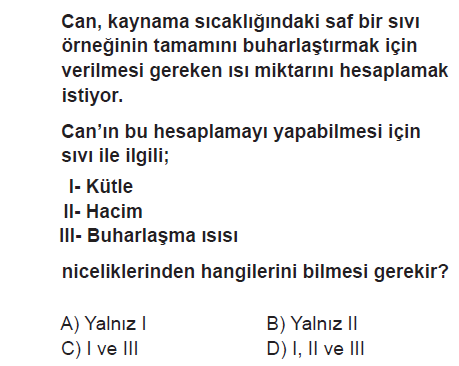 Can, kaynama sıcaklığındaki saf bir sıvı
örneğinin tamamını buharlaştırmak için
verilmesi gereken ısı miktarını hesaplamak
istiyor.
Can'ın bu hesaplamayı yapabilmesi için
sıvı ile ilgili;
I- Kütle
II- Hacim
III- Buharlaşma ısısı
niceliklerinden hangilerini bilmesi gerekir?
A) Yalnız I B) Yalnız II
C) I ve III D) I, II ve III